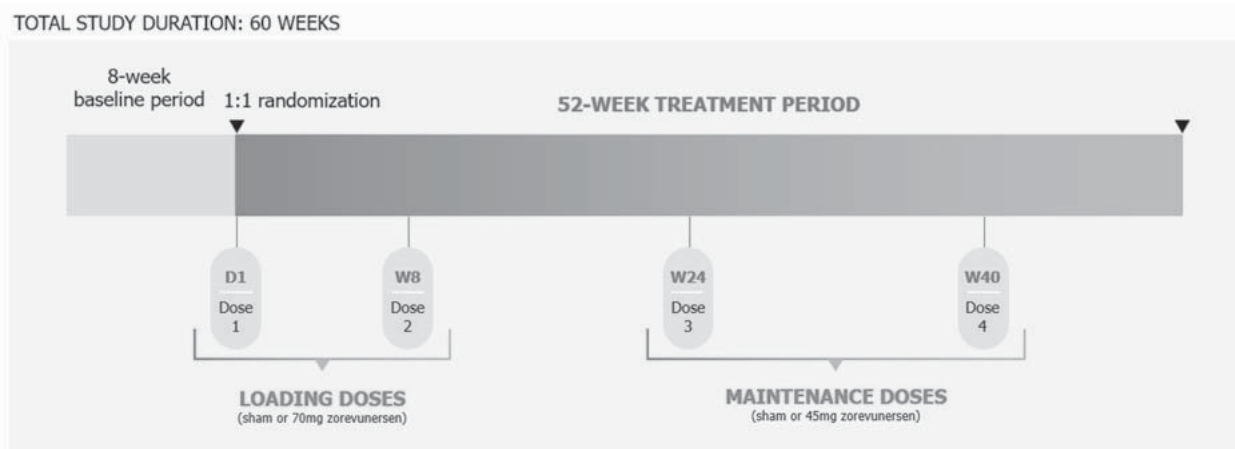 TOTAL STUDY DURATION: 60 WEEKS
8-week
baseline period
1:1 randomization
52-WEEK TREATMENT PERIOD
D1
Dose
1
W8
Dose
2
W24
Dose
3
W40
Dose
4
LOADING DOSES
(sham or 70mg zorevunersen)
MAINTENANCE DOSES
(sham or 45mg zorevunersen)